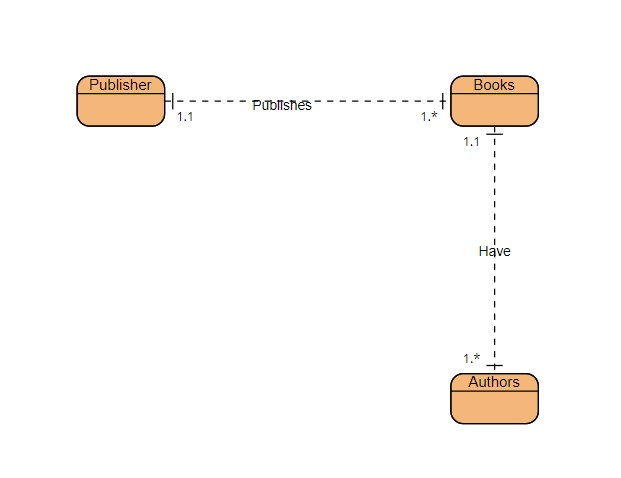 Publisher
Books
Publishes
1.1
1.*
1.1
Have
1.*
Authors